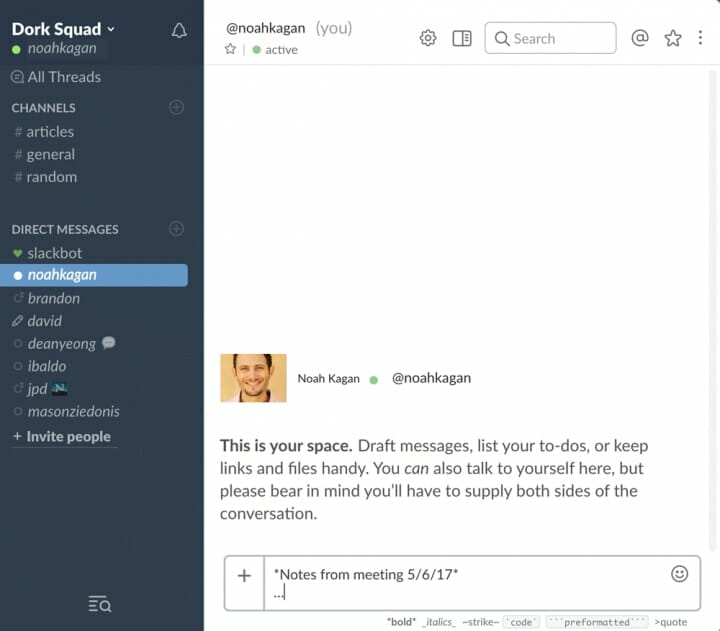 Dork Squad
noahkagan
All Threads
CHANNELS
# articles
# general
# random
DIRECT MESSAGES
slackbot
noahkagan
brandon
david
deanyeong
ibaldo
jpd N
masonziedonis
+ Invite people
@noahkagan (you)
active
Search
@
Noah Kagan @noahkagan
This is your space. Draft messages, list your to-dos, or keep
links and files handy. You can also talk to yourself here, but
please bear in mind you'll have to supply both sides of the
conversation.
+ *Notes from meeting 5/6/17*
...
*bold* _italics_ ~strike~ `code` ```preformatted``` >quote